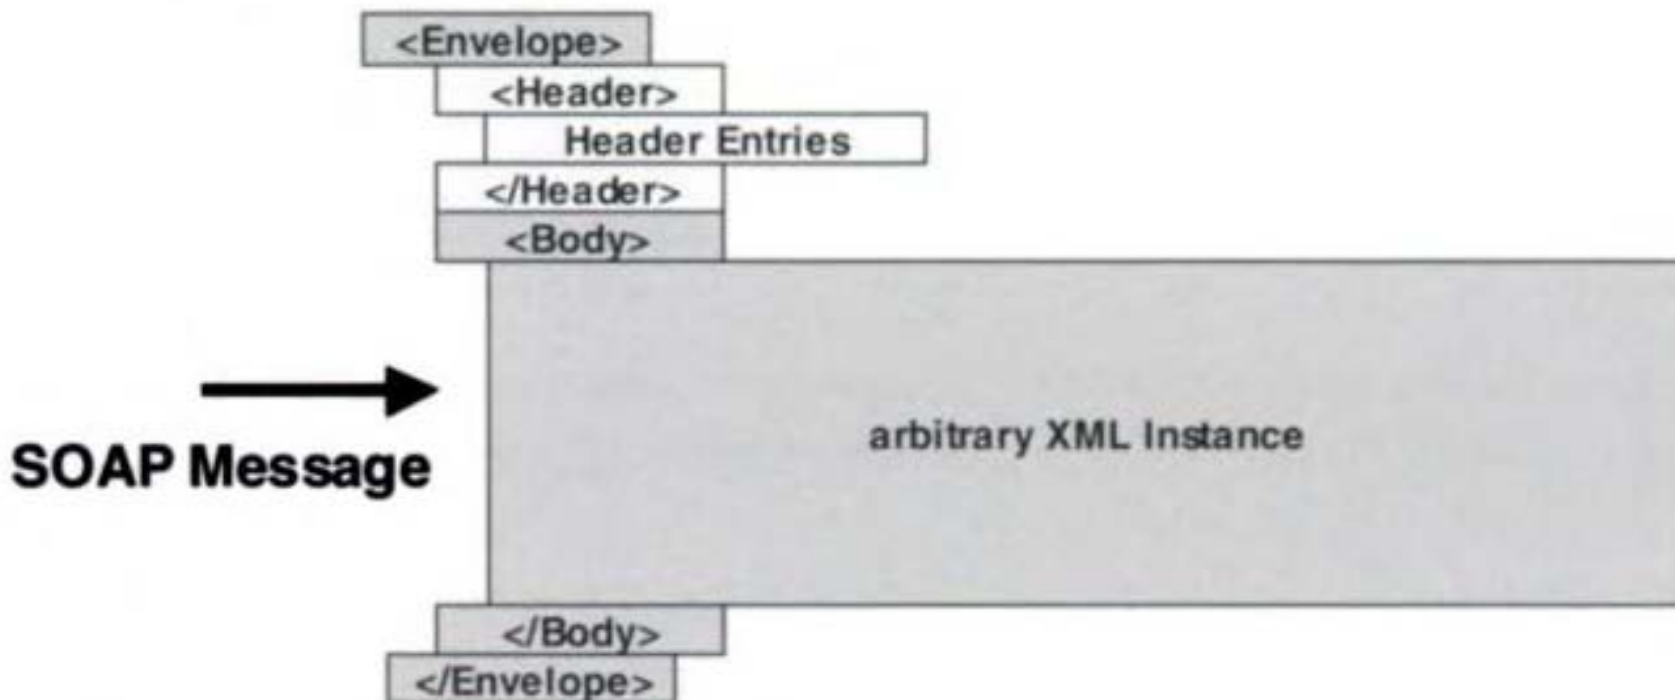 <Envelope>
<Header>
Header Entries
</Header>
<Body>
arbitrary XML Instance
SOAP Message
</Body>
</Envelope>